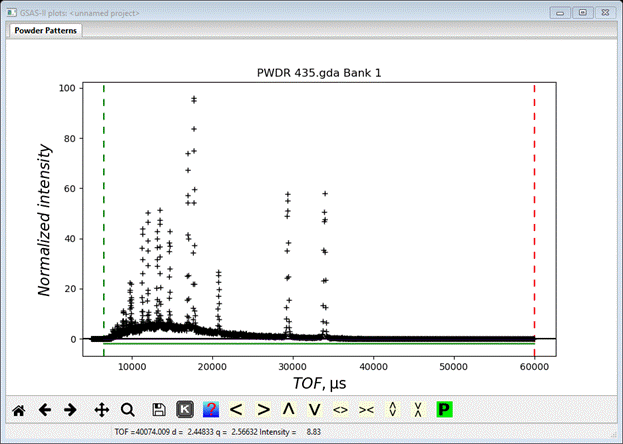 GSAS-II plots: <unnamed project>
Powder Patterns
PWDR 435.gda Bank 1
100
80
60
40
20
0
Normalized intensity
10000 20000 30000 40000 50000 60000
TOF, µs
K ? < > Λ V <> >< P
TOF =40074.009 d = 2.44833 q = 2.56632 Intensity = 8.83